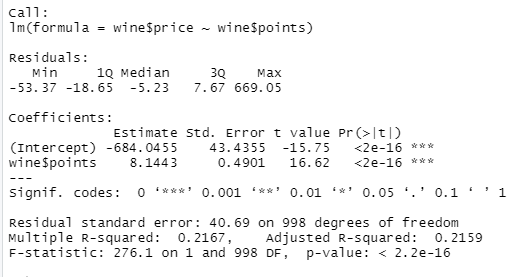 Call:
lm(formula = wine$price ~ wine$points)
Residuals:
Min 1Q Median 3Q Max
-53.37 -18.65 -5.23 7.67 669.05
Coefficients:
Estimate Std. Error t value Pr(>|t|)
(Intercept) -684.0455 43.4355 -15.75 <2e-16 ***
wine$points 8.1443 0.4901 16.62 <2e-16 ***
---
Signif. codes: 0 ‘***’ 0.001 ‘**’ 0.01 ‘*’ 0.05 ‘.’ 0.1 ‘ ’ 1
Residual standard error: 40.69 on 998 degrees of freedom
Multiple R-squared: 0.2167, Adjusted R-squared: 0.2159
F-statistic: 276.1 on 1 and 998 DF, p-value: < 2.2e-16